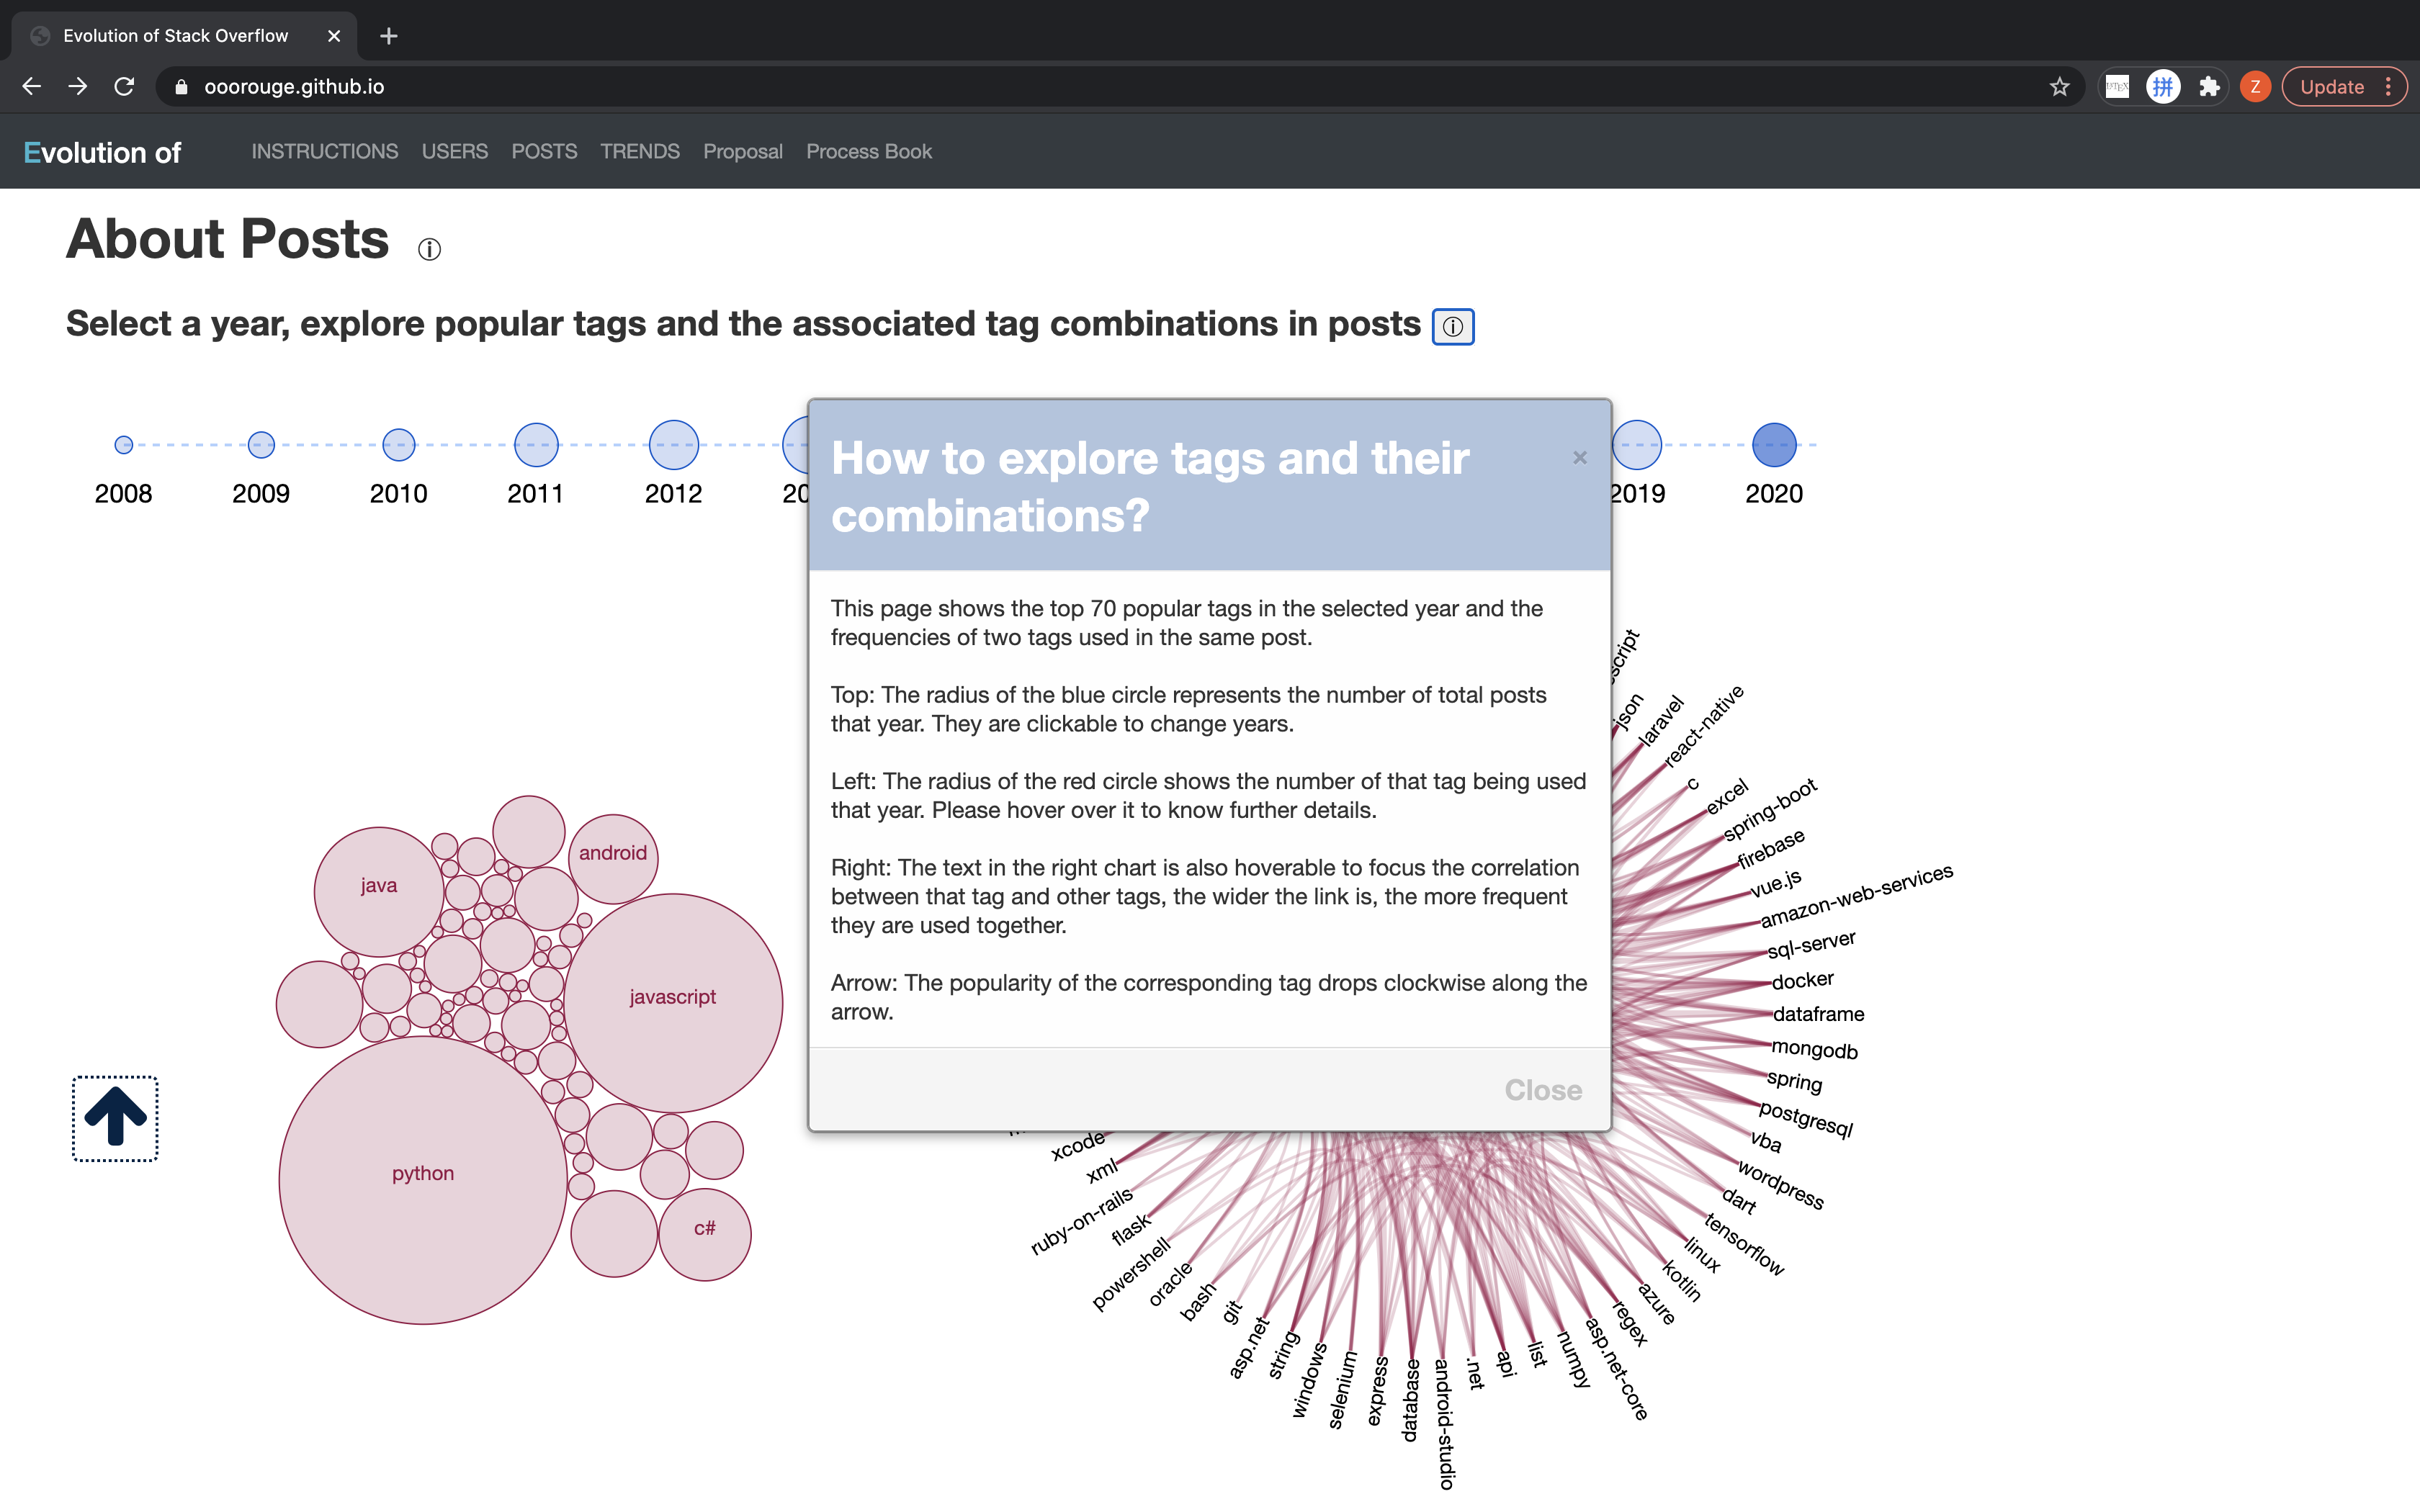 Evolution of Stack Overflow
ooorouge.github.io
Z
Update
Evolution of
INSTRUCTIONS USERS POSTS TRENDS Proposal Process Book
About Posts
Select a year, explore popular tags and the associated tag combinations in posts
2008 2009 2010 2011 2012 20 2019 2020
How to explore tags and their
combinations?
×
This page shows the top 70 popular tags in the selected year and the
frequencies of two tags used in the same post.
Top: The radius of the blue circle represents the number of total posts
that year. They are clickable to change years.
Left: The radius of the red circle shows the number of that tag being used
that year. Please hover over it to know further details.
Right: The text in the right chart is also hoverable to focus the correlation
between that tag and other tags, the wider the link is, the more frequent
they are used together.
Arrow: The popularity of the corresponding tag drops clockwise along the
arrow.
Close
java
android
javascript
python
c#
script
json
laravel
react-native
c
excel
spring-boot
firebase
vue.js
amazon-web-services
sql-server
docker
dataframe
mongodb
spring
postgresql
vba
wordpress
dart
tensorflow
linux
kotlin
azure
regex
asp.net-core
numpy
list
api
.net
android-studio
database
express
selenium
windows
string
asp.net
git
bash
oracle
powershell
flask
ruby-on-rails
xml
xcode